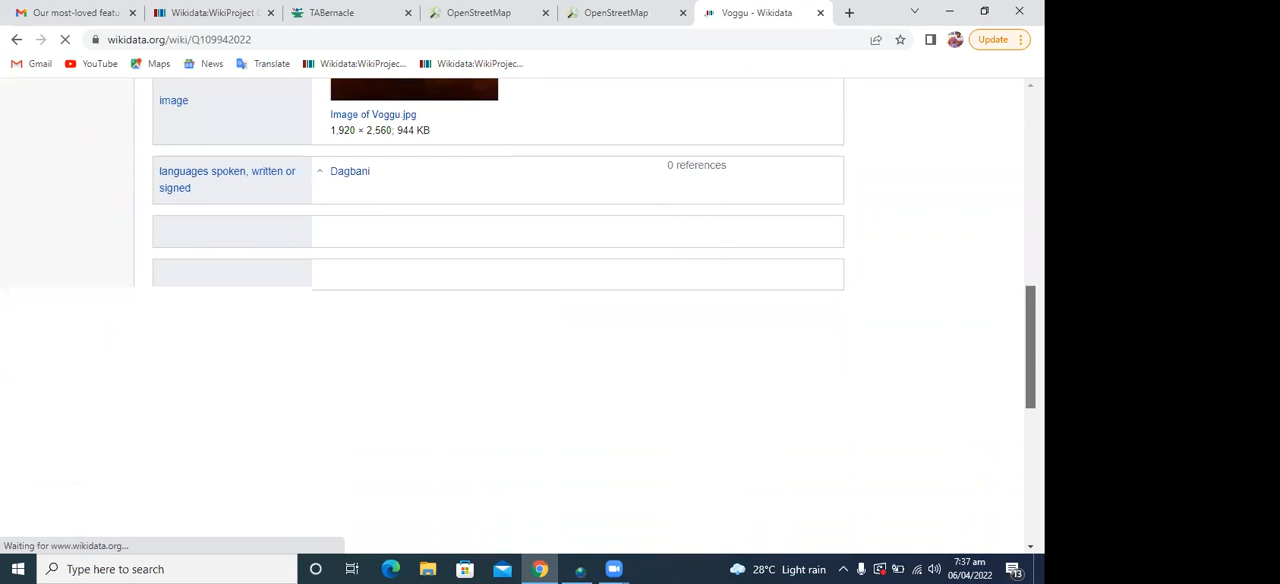 Our most-loved featu
Wikidata:WikiProject C
TABernacle
OpenStreetMap
OpenStreetMap
Voggu - Wikidata
wikidata.org/wiki/Q109942022
Update
Gmail
YouTube
Maps
News
Translate
Wikidata:WikiProjec...
Wikidata:WikiProjec...
image
Image of Voggu.jpg
1,920 × 2,560; 944 KB
languages spoken, written or
signed
Dagbani
0 references
Waiting for www.wikidata.org...
Type here to search
28°C Light rain
7:37 am
06/04/2022
13